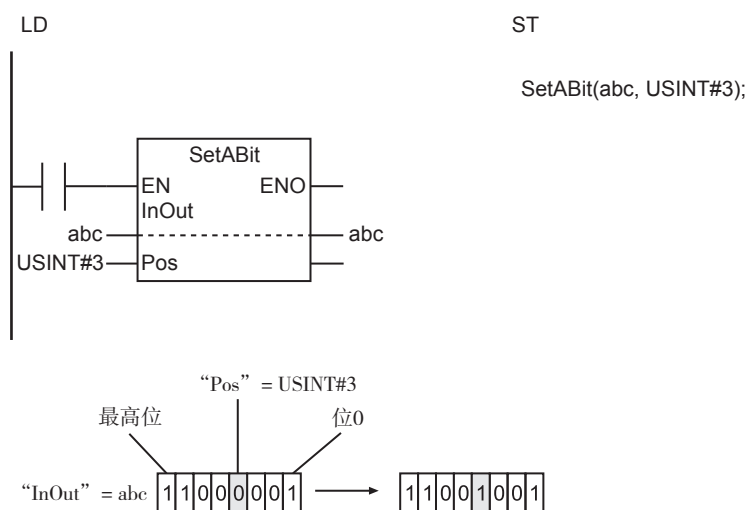 LD
ST
SetABit(abc, USINT#3);
SetABit
EN ENO
InOut
abc abc
USINT#3 Pos
“Pos” = USINT#3
最高位 位0
“InOut” = abc 1 1 0 0 0 0 0 1 1 1 0 0 1 0 0 1